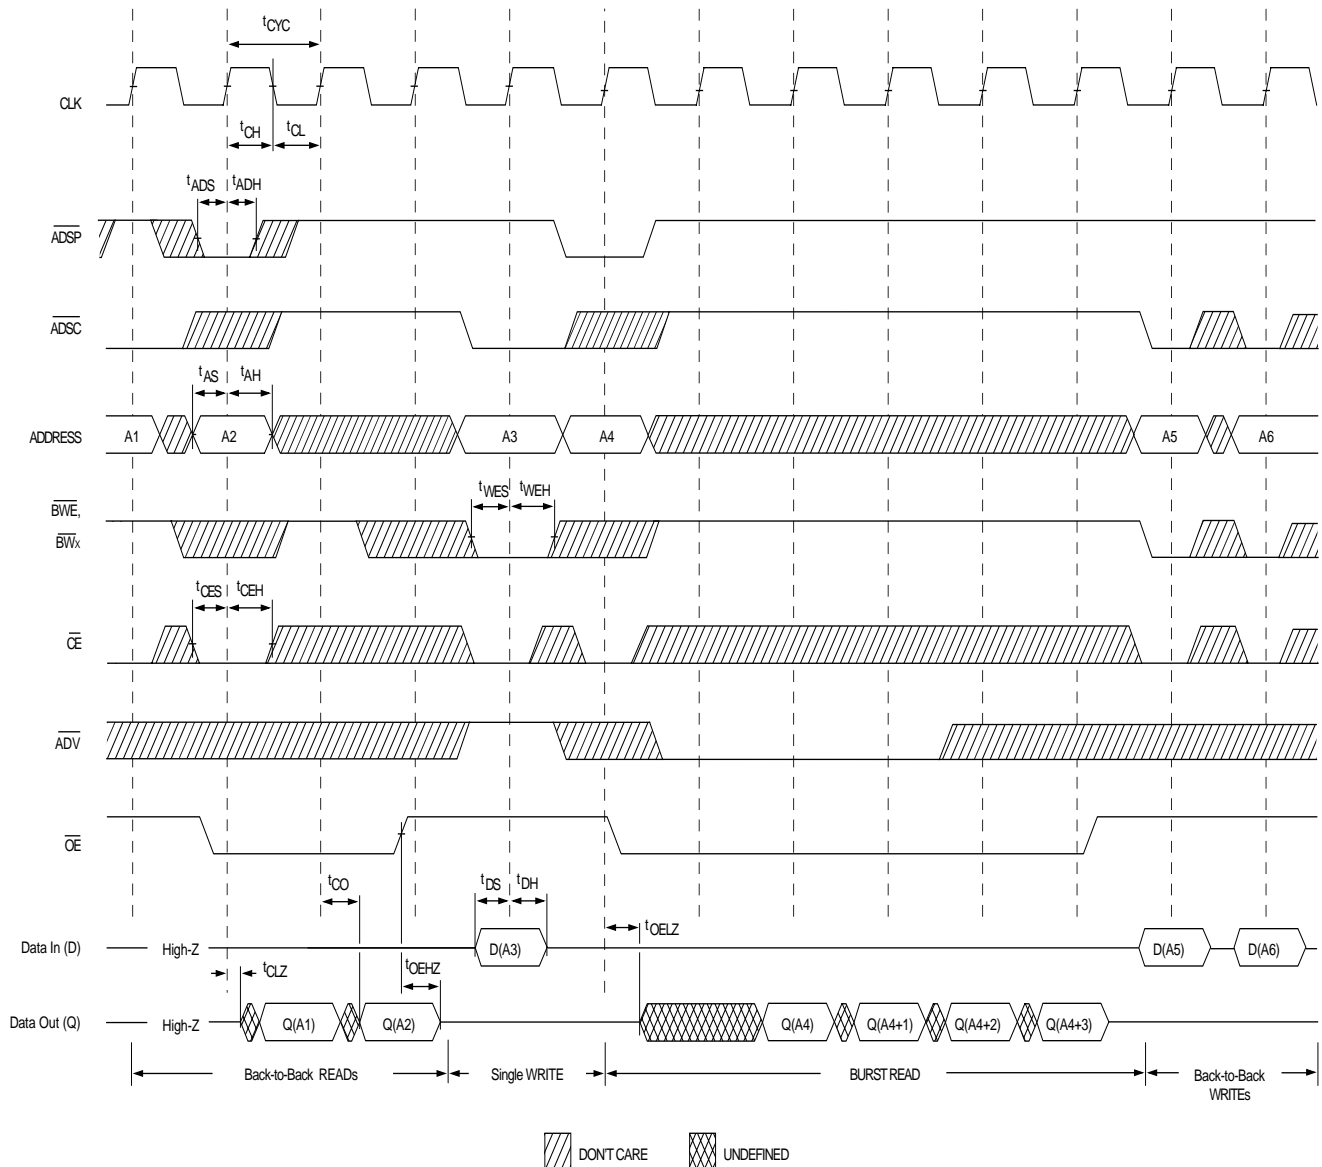 tCYC
CLK
tCH
tCL
tADS
tADH
ADSP
ADSC
tAS
tAH
ADDRESS
A1
A2
A3
A4
A5
A6
tWES
tWEH
BWE,
BWx
tCES
tCEH
CE
ADV
OE
tCO
tDS
tDH
tOELZ
Data In (D)
High-Z
D(A3)
D(A5)
D(A6)
tCLZ
tOEHZ
Data Out (Q)
High-Z
Q(A1)
Q(A2)
Q(A4)
Q(A4+1)
Q(A4+2)
Q(A4+3)
Back-to-Back READs
Single WRITE
BURST READ
Back-to-Back
WRITEs
DON'T CARE
UNDEFINED